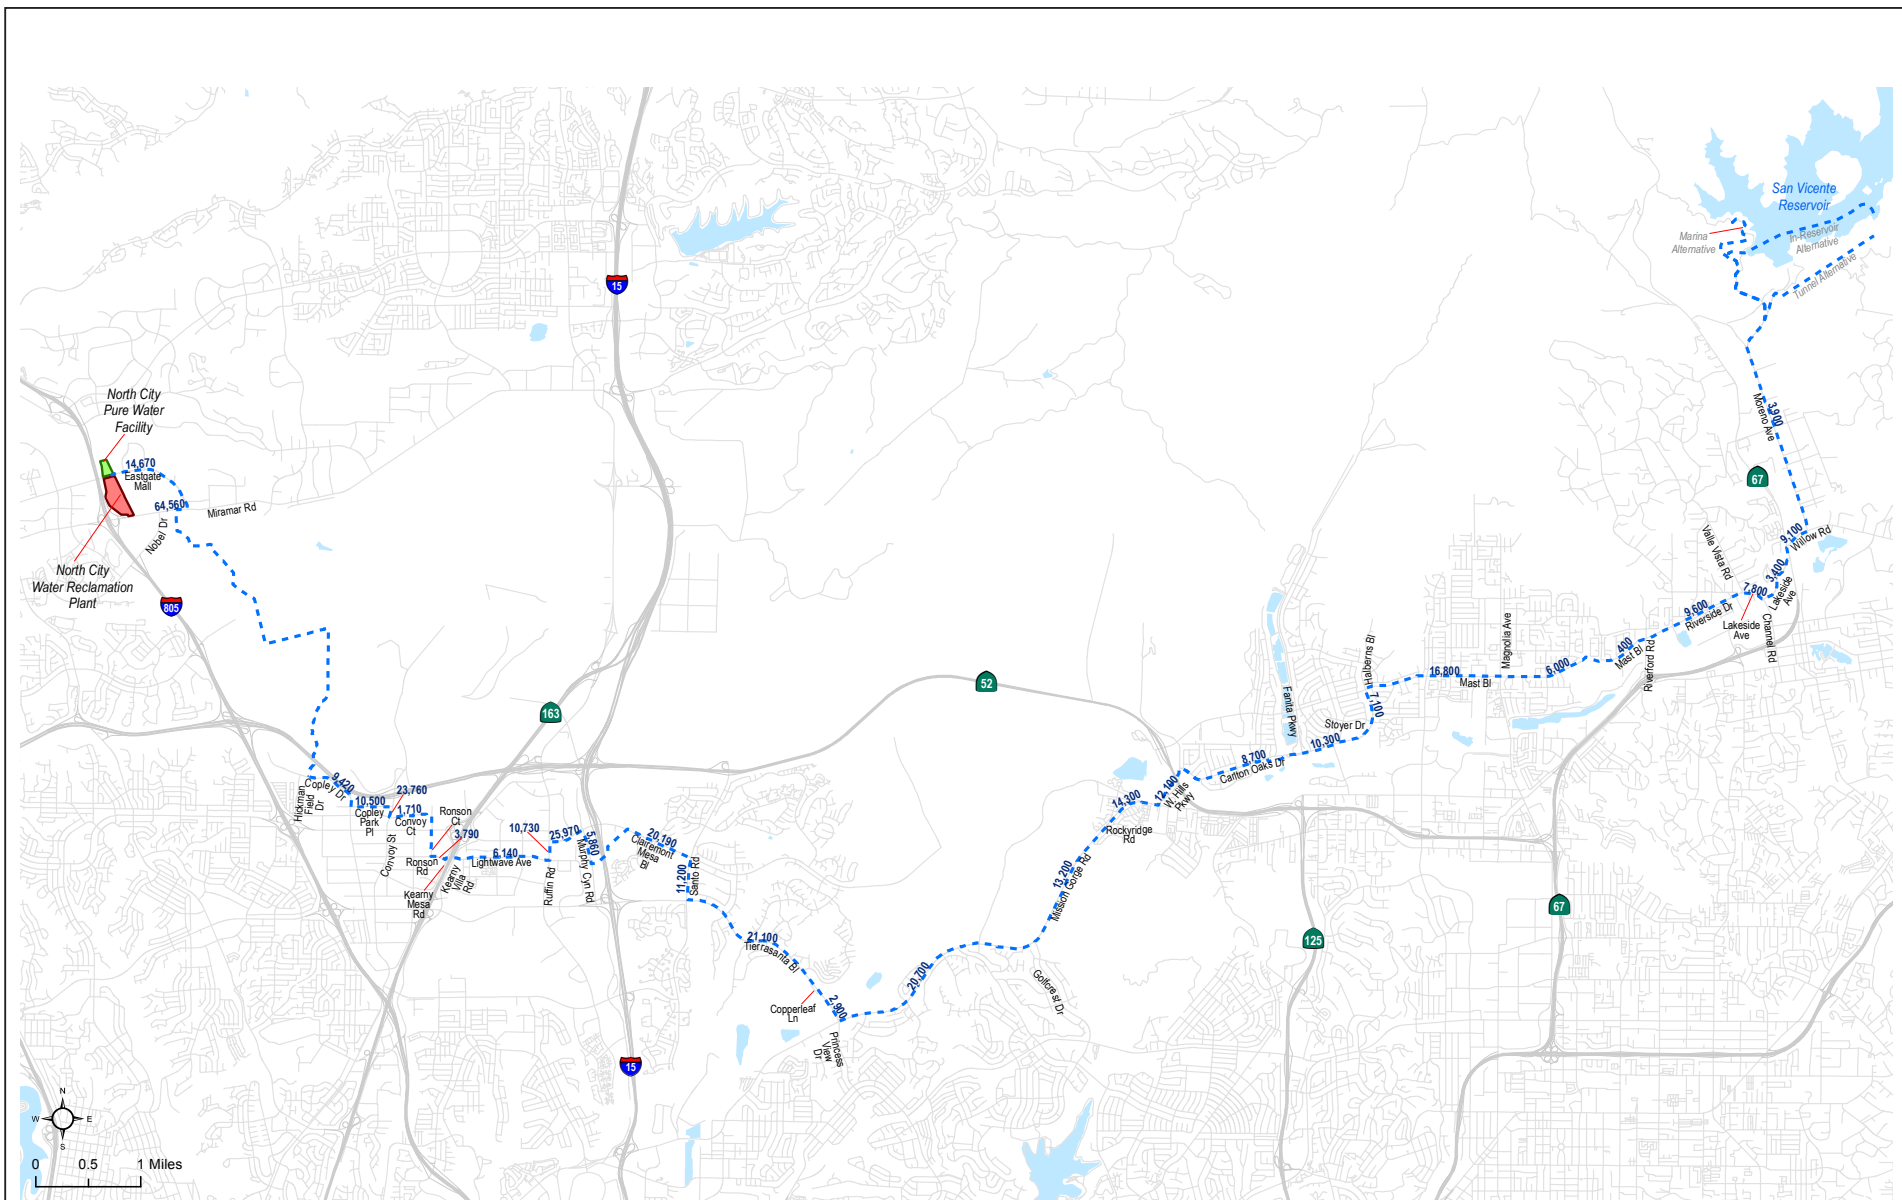 San Vicente
Reservoir
Marina
Alternative
In-Reservoir
Alternative
Tunnel Alternative
15
North City
Pure Water
Facility
14,670
Eastgate
Mall
64,560
Miramar Rd
Nobel Dr
North City
Water Reclamation
Plant
805
3,900
Moreno Ave
67
9,100
Willow Rd
Valle Vista Rd
3,400
Lakeside
Ave
7,800
9,600
Riverside Dr
Lakeside
Ave
Channel Rd
400
Mast Bl
Riverford Rd
6,000
Magnolia Ave
16,800
Mast Bl
Halberns Bl
7,100
Stoyer Dr
10,300
Fanita Pkwy
8,700
Carlton Oaks Dr
52
163
12,100
W. Hills
Pkwy
14,300
Rockyridge
Rd
9,420
Copley Dr
Hickman
Field
Dr
10,500
Copley
Park
Pl
23,760
1,710
Convoy
Ct
Ronson
Ct
Convoy St
3,790
Ronson
Rd
Kearny
Mesa
Rd
Kearny
Villa
Rd
6,140
Lightwave Ave
10,730
25,970
Ruffin Rd
5,860
Murphy Cyn Rd
20,190
Clairemont
Mesa
Bl
11,200
Santo Rd
13,200
Mission Gorge Rd
67
125
21,100
Tierrasanta Bl
Copperleaf
Ln
2,900
Princess
View
Dr
20,700
Golfcrest Dr
15
N
W
E
S
0 0.5 1 Miles